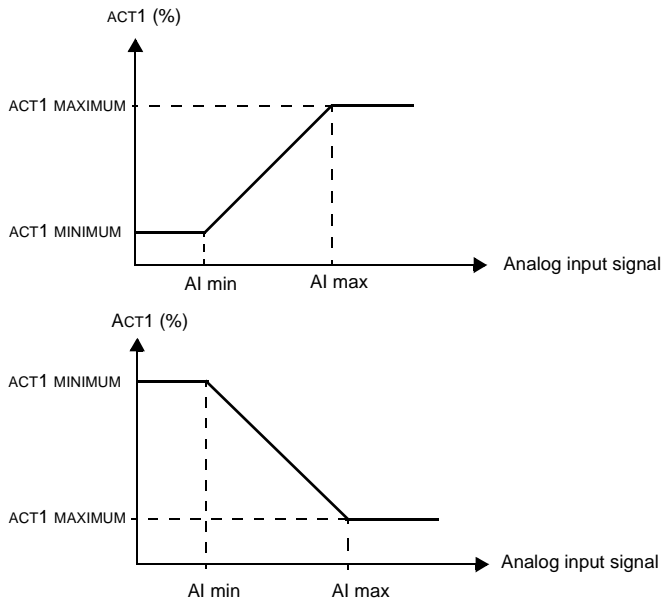 ACT1 (%)
ACT1 MAXIMUM
ACT1 MINIMUM
Analog input signal
AI min
AI max
ACT1 (%)
ACT1 MINIMUM
ACT1 MAXIMUM
Analog input signal
AI min
AI max